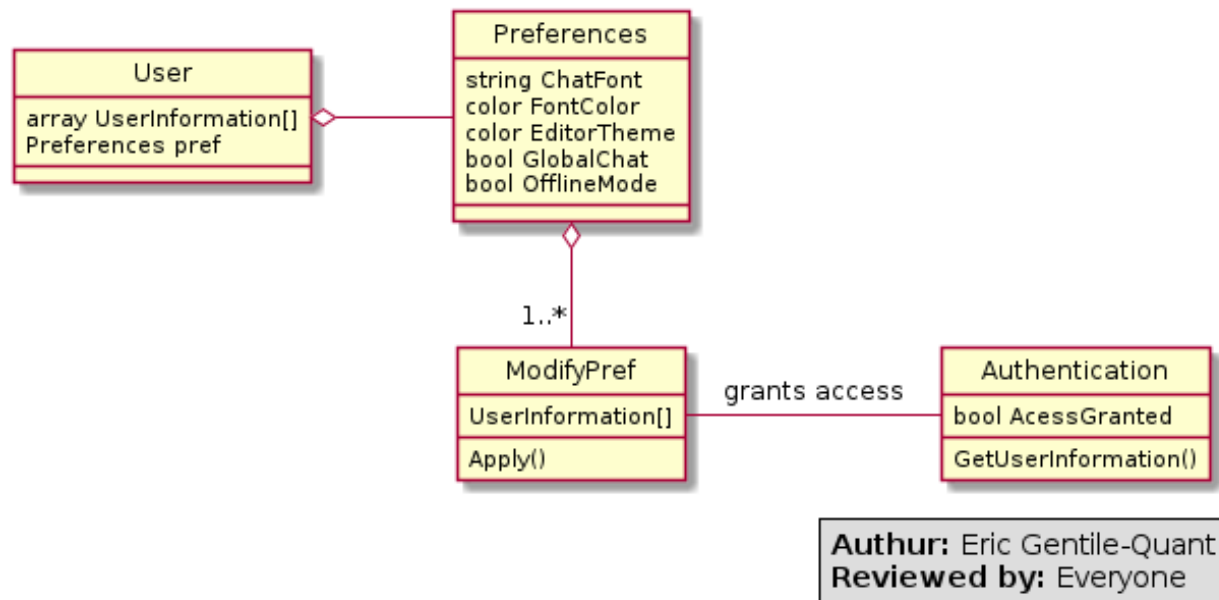 User
array UserInformation[]
Preferences pref
Preferences
string ChatFont
color FontColor
color EditorTheme
bool GlobalChat
bool OfflineMode
1..*
ModifyPref
UserInformation[]
Apply()
grants access
Authentication
bool AcessGranted
GetUserInformation()
Authur: Eric Gentile-Quant
Reviewed by: Everyone